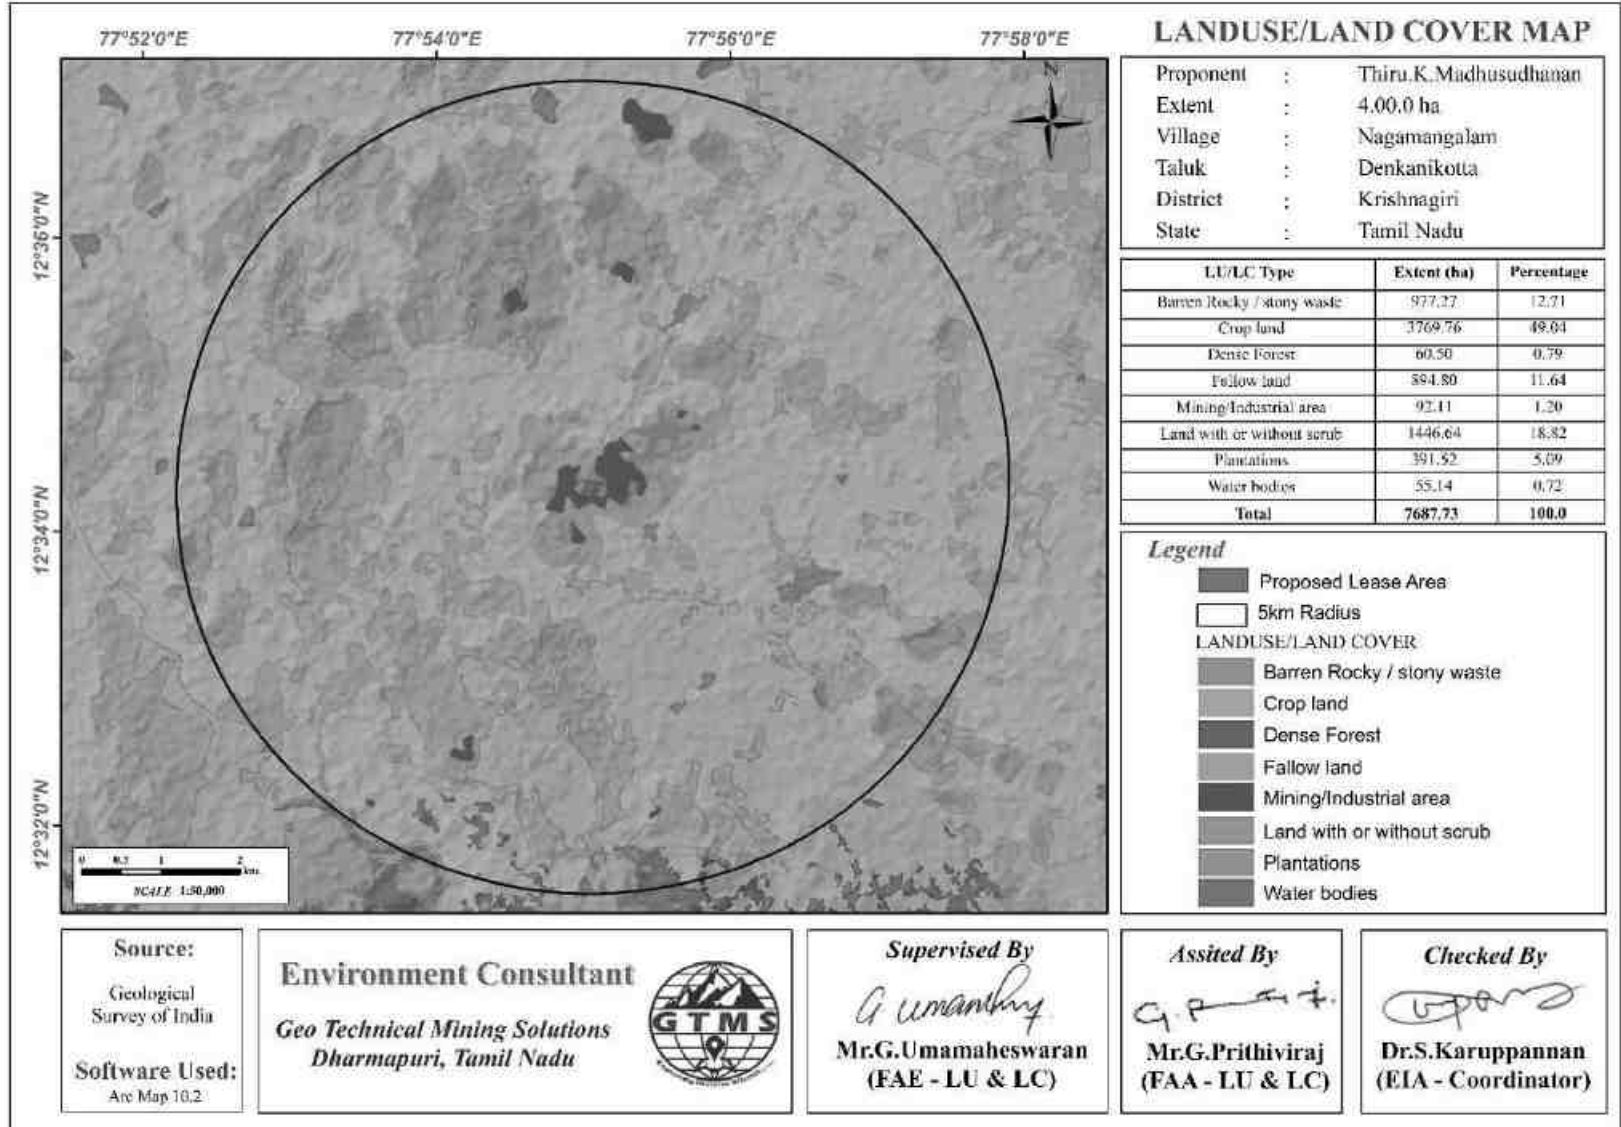 77°52'0"E 77°54'0"E 77°56'0"E 77°58'0"E
12°36'0"N
12°34'0"N
12°32'0"N
N
0 0.5 1 2
kms
SCALE 1:50,000
LANDUSE/LAND COVER MAP
Proponent : Thiru.K.Madhusudhanan
Extent : 4.00.0 ha
Village : Nagamangalam
Taluk : Denkanikotta
District : Krishnagiri
State : Tamil Nadu
LU/LC Type Extent (ha) Percentage
Barren Rocky / stony waste 977.27 12.71
Crop land 3769.76 49.04
Dense Forest 60.50 0.79
Fallow land 894.80 11.64
Mining/Industrial area 92.11 1.20
Land with or without scrub 1446.64 18.82
Plantations 391.52 5.09
Water bodies 55.14 0.72
Total 7687.73 100.0
Legend
Proposed Lease Area
5km Radius
LANDUSE/LAND COVER
Barren Rocky / stony waste
Crop land
Dense Forest
Fallow land
Mining/Industrial area
Land with or without scrub
Plantations
Water bodies
Source:
Geological
Survey of India
Software Used:
Arc Map 10.2
Environment Consultant
Geo Technical Mining Solutions
Dharmapuri, Tamil Nadu
GTMS
Supervised By
Mr.G.Umamaheswaran
(FAE - LU & LC)
Assited By
Mr.G.Prithiviraj
(FAA - LU & LC)
Checked By
Dr.S.Karuppannan
(EIA - Coordinator)